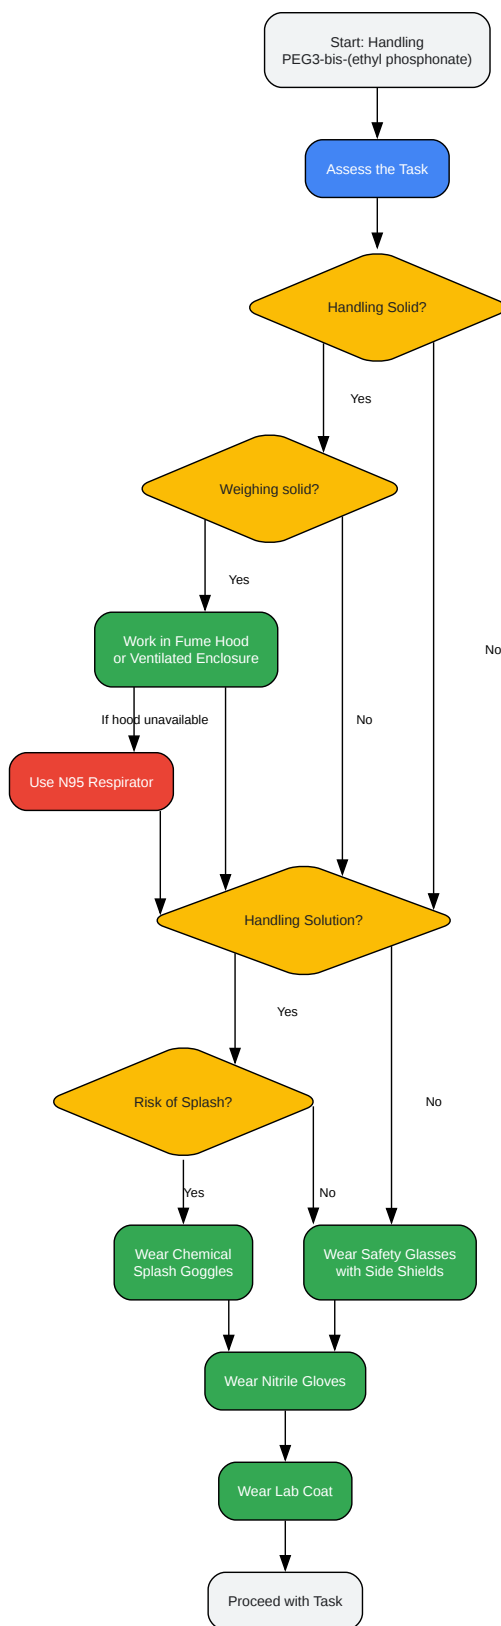 Start: Handling
PEG3-bis-(ethyl phosphonate)
Assess the Task
Handling Solid?
Yes
Weighing solid?
Yes
Work in Fume Hood
or Ventilated Enclosure
No
If hood unavailable
No
Use N95 Respirator
Handling Solution?
Yes
Risk of Splash?
No
Yes
No
Wear Chemical
Splash Goggles
Wear Safety Glasses
with Side Shields
Wear Nitrile Gloves
Wear Lab Coat
Proceed with Task